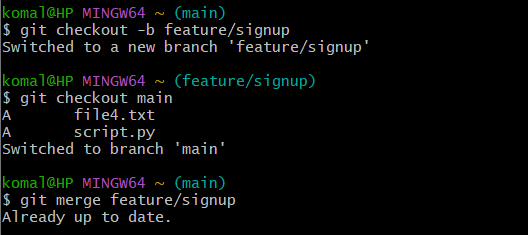 komal@HP MINGW64 ~ (main)
$ git checkout -b feature/signup
Switched to a new branch 'feature/signup'
komal@HP MINGW64 ~ (feature/signup)
$ git checkout main
A       file4.txt
A       script.py
Switched to branch 'main'
komal@HP MINGW64 ~ (main)
$ git merge feature/signup
Already up to date.